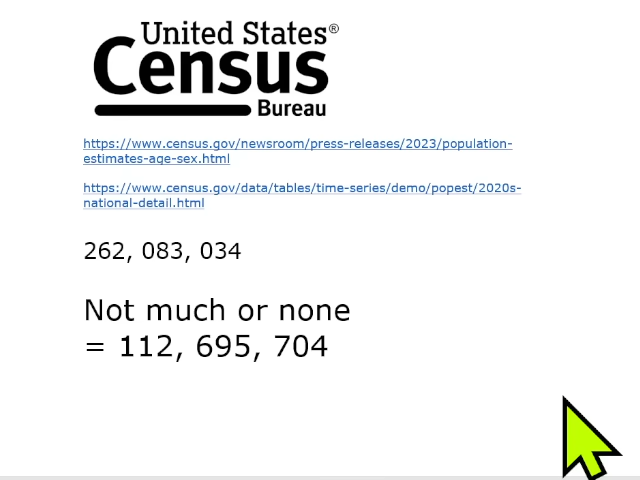 United States®
Census
Bureau
https://www.census.gov/newsroom/press-releases/2023/population-
estimates-age-sex.html
https://www.census.gov/data/tables/time-series/demo/popest/2020s-
national-detail.html
262, 083, 034
Not much or none
= 112, 695, 704